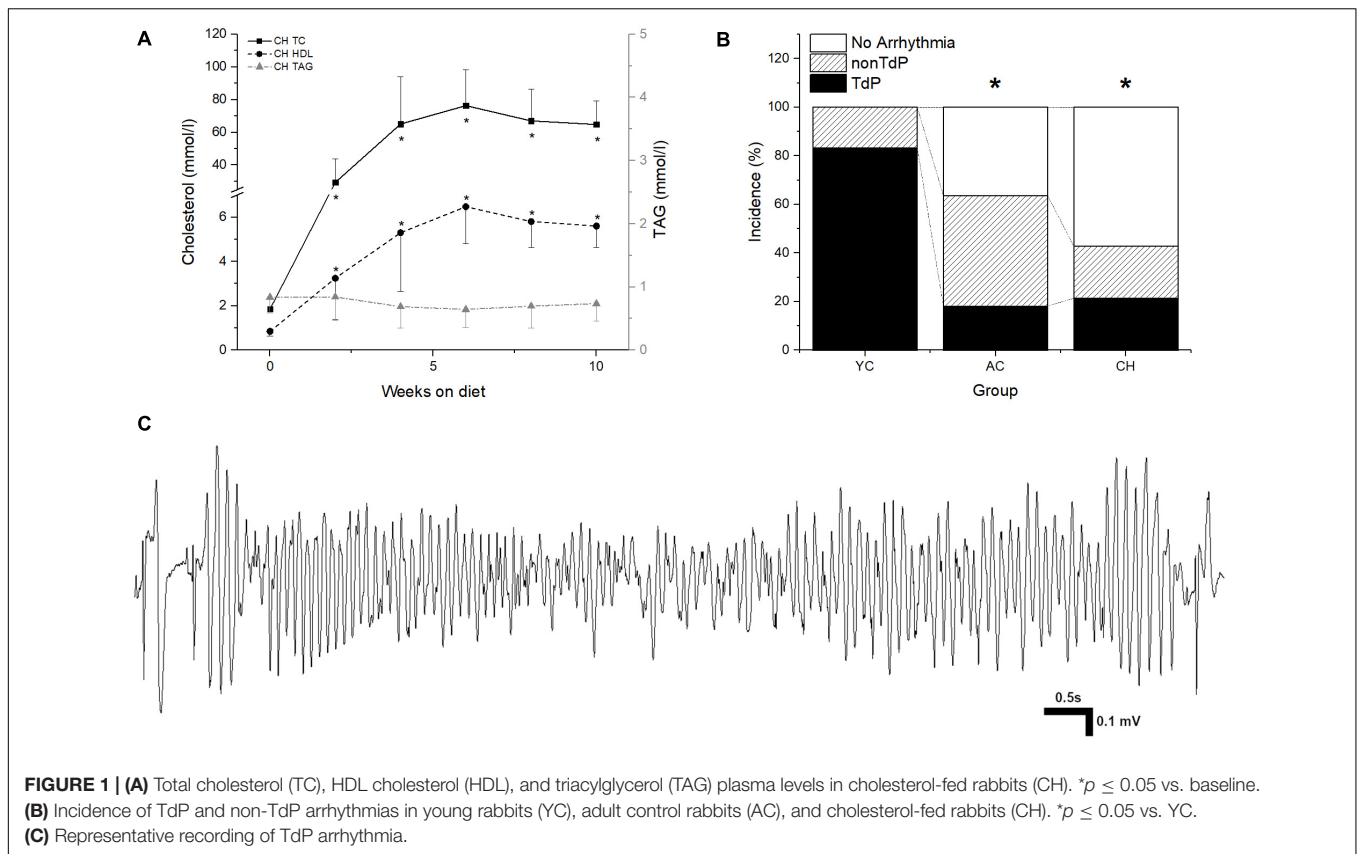 A
CH TC
CH HDL
CH TAG
120
100
80
60
40
6
4
2
0
Cholesterol (mmol/l)
5
4
3
2
1
0
TAG (mmol/l)
*
*
*
*
*
*
*
*
*
*
0
5
10
Weeks on diet
B
No Arrhythmia
nonTdP
TdP
*
*
120
100
80
60
40
20
0
Incidence (%)
YC
AC
CH
Group
C
0.5s
0.1 mV
FIGURE 1 | (A) Total cholesterol (TC), HDL cholesterol (HDL), and triacylglycerol (TAG) plasma levels in cholesterol-fed rabbits (CH). *p ≤ 0.05 vs. baseline.
(B) Incidence of TdP and non-TdP arrhythmias in young rabbits (YC), adult control rabbits (AC), and cholesterol-fed rabbits (CH). *p ≤ 0.05 vs. YC.
(C) Representative recording of TdP arrhythmia.